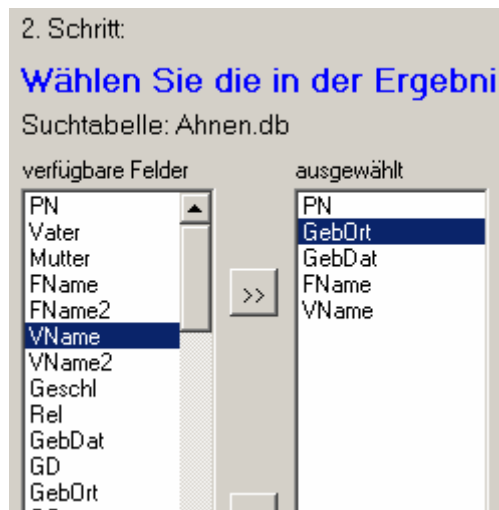 2. Schritt:
Wählen Sie die in der Ergebni
Suchtabelle: Ahnen.db
verfügbare Felder
PN
Vater
Mutter
FName
FName2
VName
VName2
Geschl
Rel
GebDat
GD
GebOrt
>>
ausgewählt
PN
GebOrt
GebDat
FName
VName